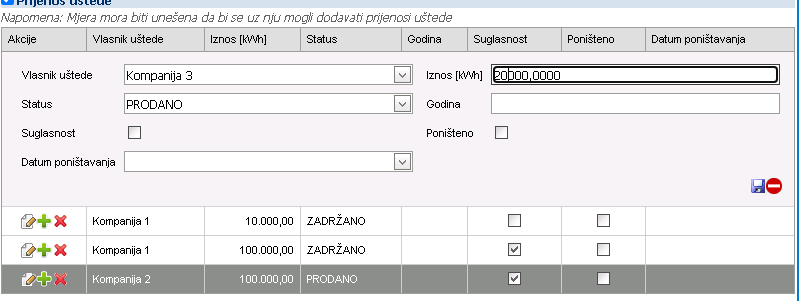 Prijenos uštede
Napomena: Mjera mora biti unešena da bi se uz nju mogli dodavati prijenosi uštede
Akcije Vlasnik uštede Iznos [kWh] Status Godina Suglasnost Poništeno Datum poništavanja
Vlasnik uštede Kompanija 3 Iznos [kWh] 20000,0000
Status PRODANO Godina
Suglasnost Poništeno
Datum poništavanja
Kompanija 1 10.000,00 ZADRŽANO
Kompanija 1 100.000,00 ZADRŽANO
Kompanija 2 100.000,00 PRODANO